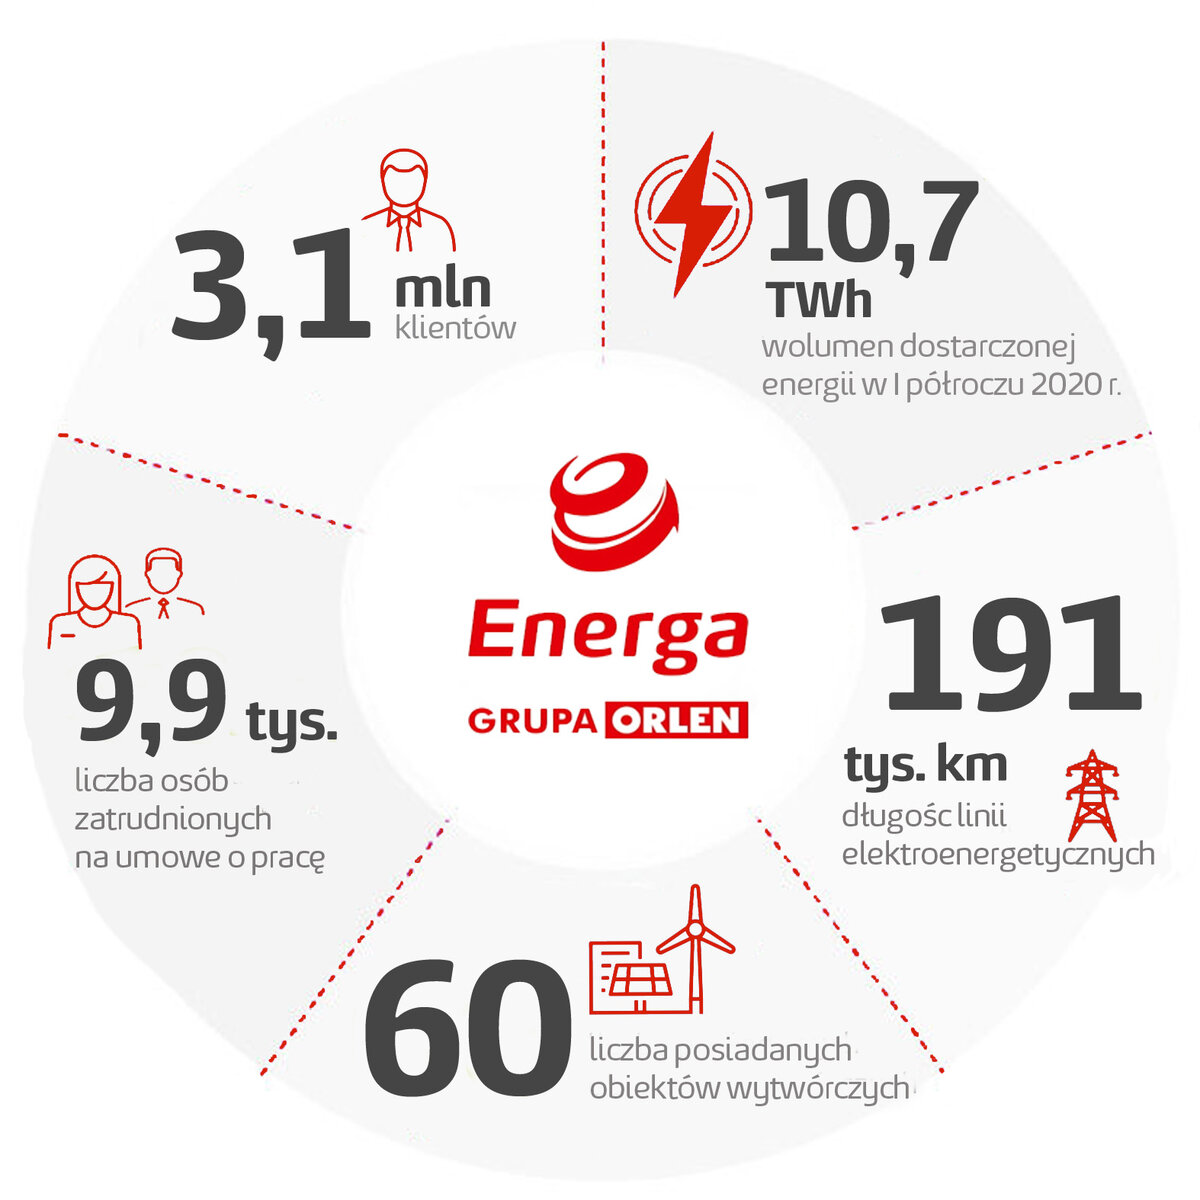 3,1
mln
klientów
10,7
TWh
wolumen dostarczonej
energii w I półroczu 2020 r.
191
tys. km
długośc linii
elektroenergetycznych
60
liczba posiadanych
obiektów wytwórczych
9,9 tys.
liczba osób
zatrudnionych
na umowe o pracę
Energa
GRUPA ORLEN